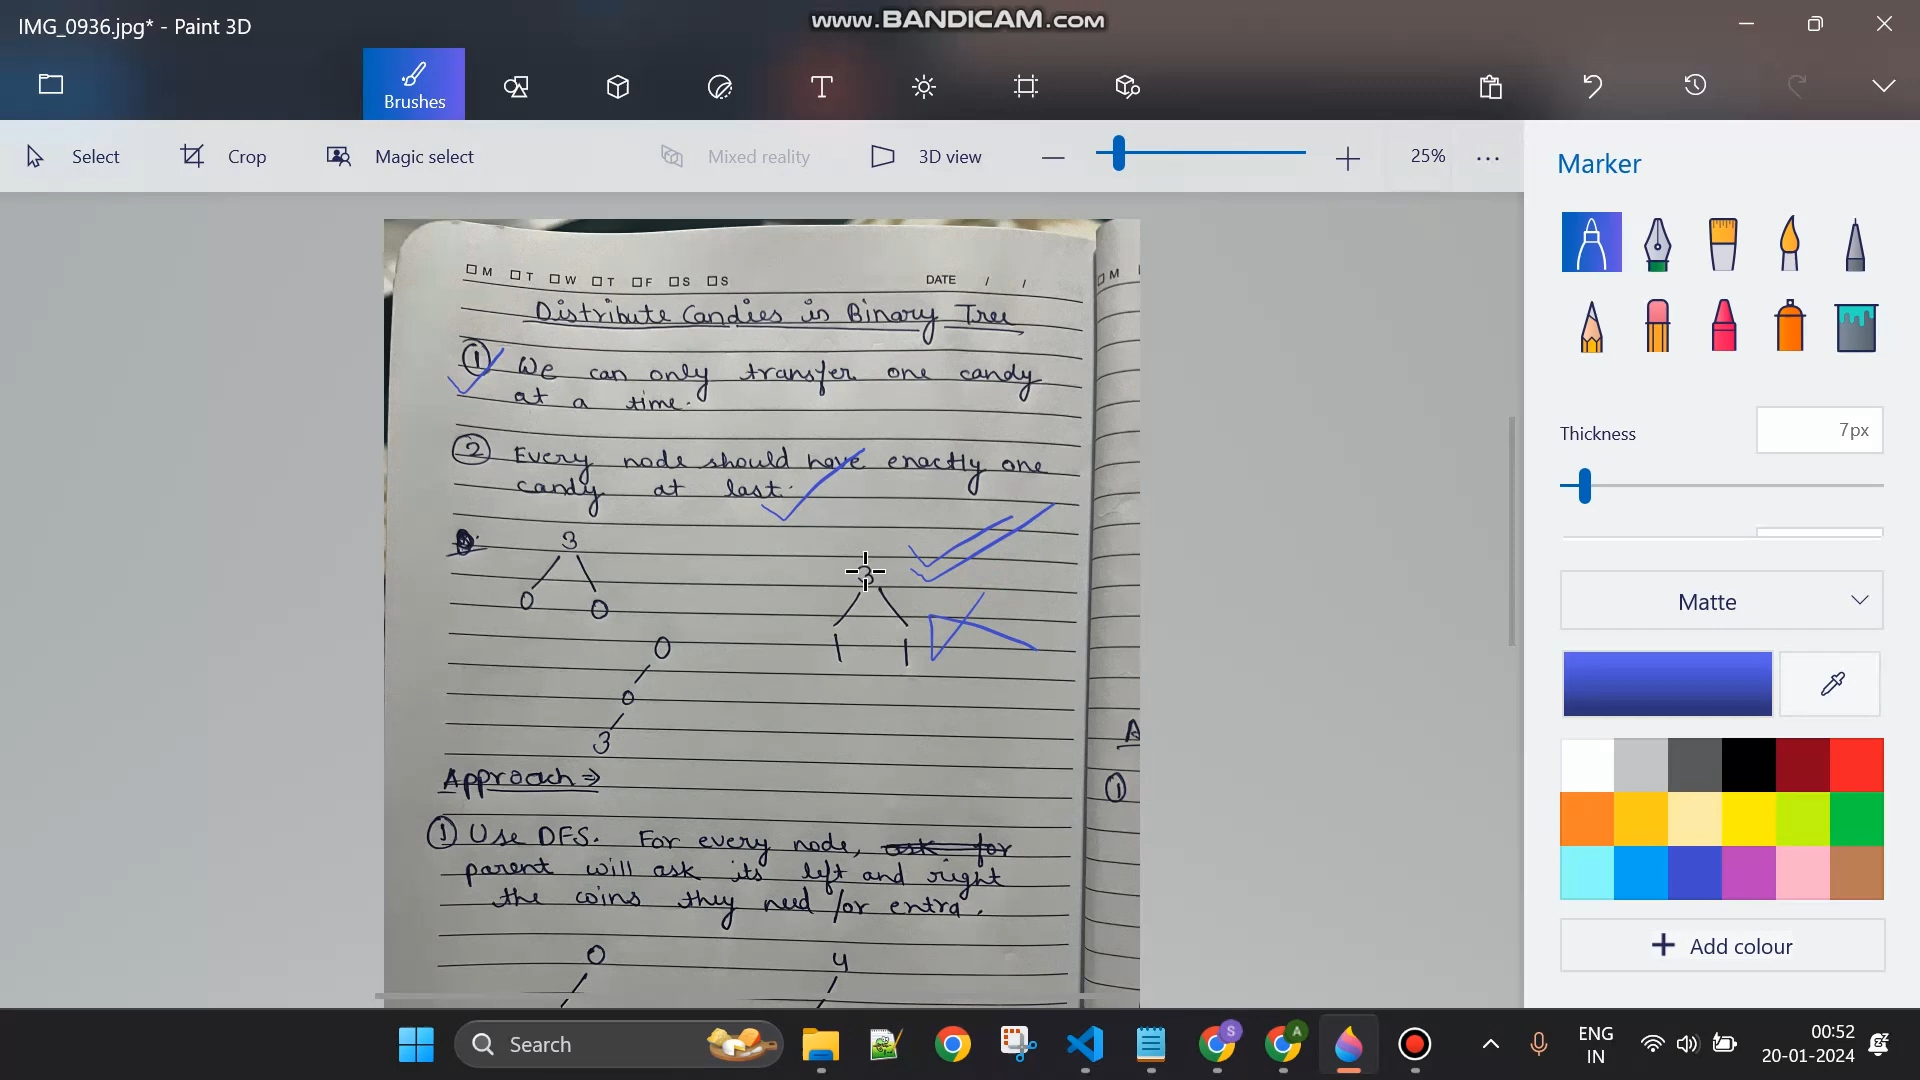 IMG_0936.jpg* - Paint 3D
www.BANDICAM.com
Brushes
Select
Crop
Magic select
Mixed reality
3D view
25%
Marker
Thickness
7px
Matte
Add colour
M T W T F S S
DATE / /
M
Distribute Candies in Binary Tree
① We can only transfer one candy
at a time.
② Every node should have exactly one
candy at last.
3
0 0
3
1 1
0
0
3
Approach ⇒
① Use DFS. For every node, ask for
parent will ask its left and right
the coins they need /or extra.
0
4
A
①
Search
S
A
ENG
IN
00:52
20-01-2024